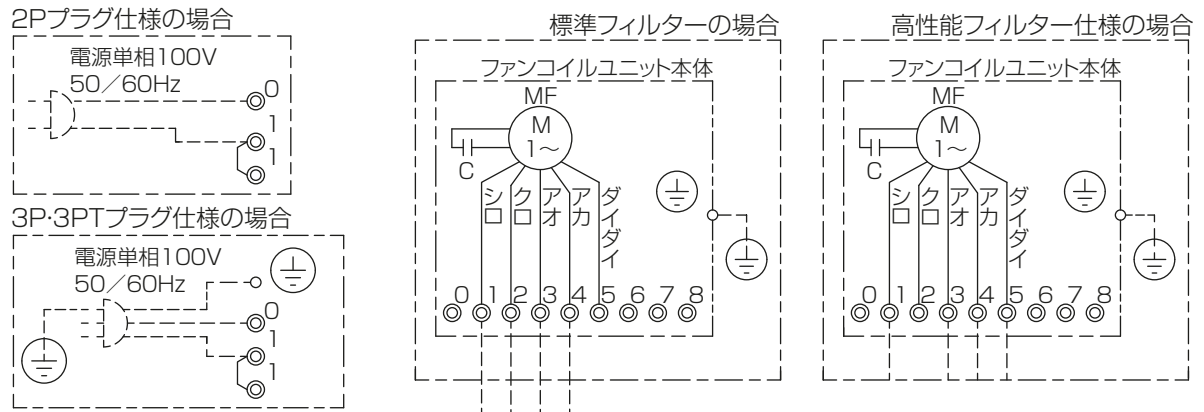 2Pプラグ仕様の場合
電源単相100V
50／60Hz
0
1
1
3P·3PTプラグ仕様の場合
電源単相100V
50／60Hz
0
1
1
標準フィルターの場合
ファンコイルユニット本体
MF
M
1～
C
シロ
クロ
アオ
アカ
ダイダイ
0 1 2 3 4 5 6 7 8
高性能フィルター仕様の場合
ファンコイルユニット本体
MF
M
1～
C
シロ
クロ
アオ
アカ
ダイダイ
0 1 2 3 4 5 6 7 8